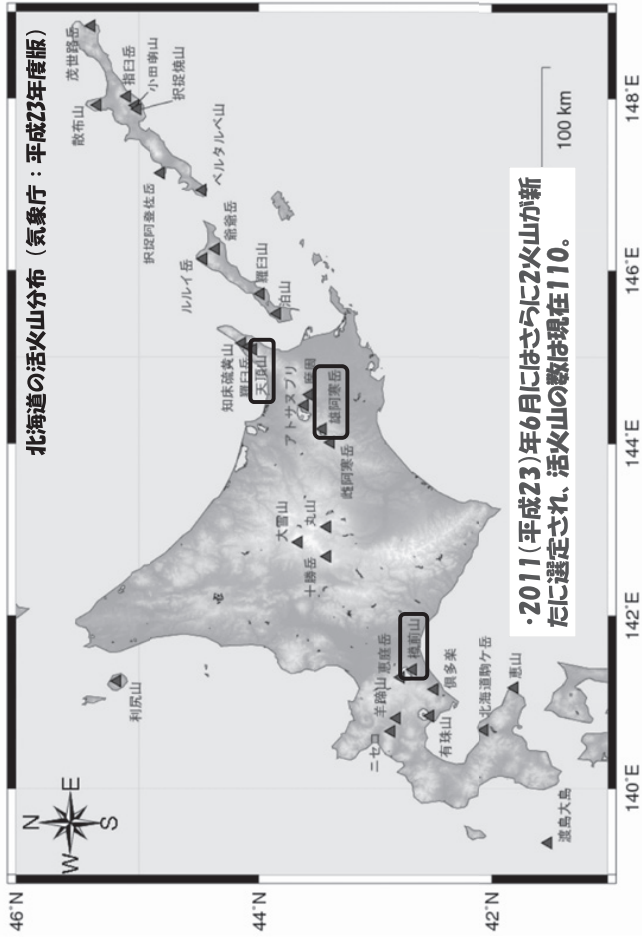 北海道の活火山分布（気象庁：平成23年度版）
46°N
44°N
42°N
140°E
142°E
144°E
146°E
148°E
N
W
E
S
茂世路岳
散布山
指臼岳
小田萌山
択捉焼山
択捉阿登佐岳
ベルタルベ山
ルルイ岳
爺爺岳
羅臼山
泊山
知床硫黄山
羅臼岳
天頂山
アトサヌプリ
摩周
雄阿寒岳
雌阿寒岳
大雪山
丸山
十勝岳
利尻山
恵庭岳
樽前山
羊蹄山
ニセコ
倶多楽
有珠山
北海道駒ケ岳
恵山
渡島大島
100 km
・2011（平成23）年6月にはさらに2火山が新
たに選定され、活火山の数は現在110。